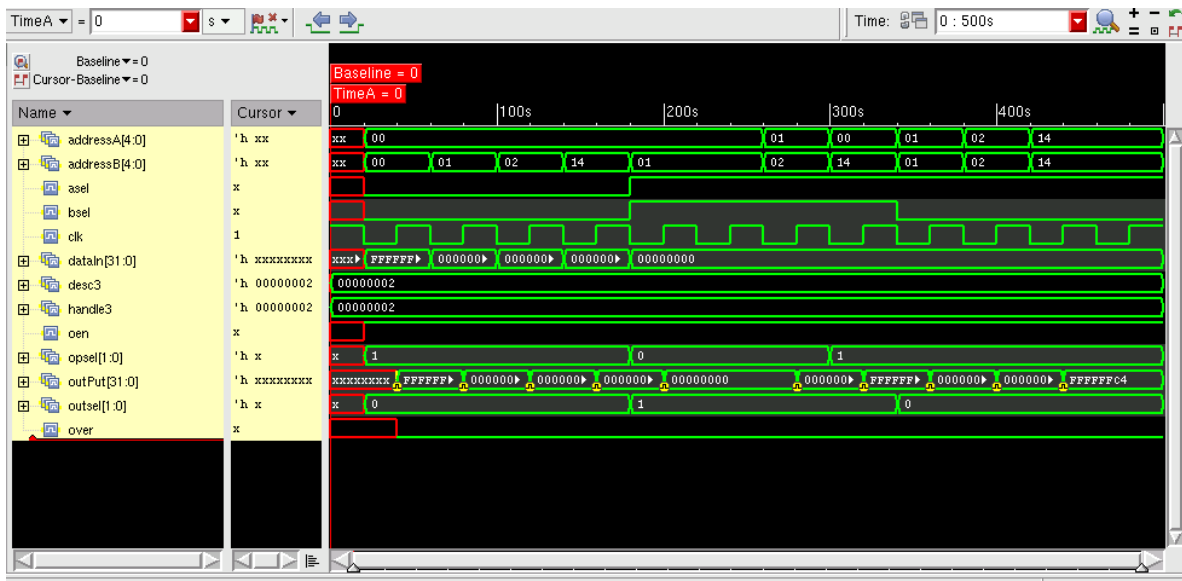 TimeA = 0 s Time: 0 : 500s
Baseline = 0
Cursor-Baseline = 0
Baseline = 0
TimeA = 0
Name Cursor 0 100s 200s 300s 400s
addressA[4:0] 'h xx xx 00 01 00 01 02 14
addressB[4:0] 'h xx xx 00 01 02 14 01 02 14 01 02 14
asel x
bsel x
clk 1
dataIn[31:0] 'h xxxxxxxx xxx FFFFFF 000000 000000 000000 00000000
desc3 'h 00000002 00000002
handle3 'h 00000002 00000002
oen x
opsel[1:0] 'h x x 1 0 1
outPut[31:0] 'h xxxxxxxx xxxxxxxx FFFFFF 000000 000000 000000 00000000 000000 FFFFFF 000000 000000 FFFFFFC4
outsel[1:0] 'h x x 0 1 0
over x